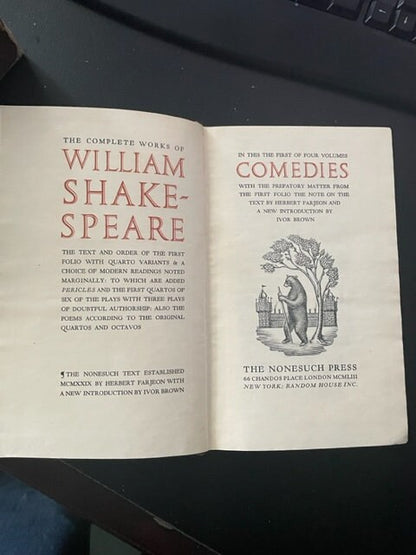 THE COMPLETE WORKS OF
WILLIAM
SHAKE-
SPEARE
THE TEXT AND ORDER OF THE FIRST
FOLIO WITH QUARTO VARIANTS & A
CHOICE OF MODERN READINGS NOTED
MARGINALLY: TO WHICH ARE ADDED
PERICLES AND THE FIRST QUARTOS OF
SIX OF THE PLAYS WITH THREE PLAYS
OF DOUBTFUL AUTHORSHIP: ALSO THE
POEMS ACCORDING TO THE ORIGINAL
QUARTOS AND OCTAVOS
¶THE NONESUCH TEXT ESTABLISHED
MCMXXIX BY HERBERT FARJEON WITH
A NEW INTRODUCTION BY IVOR BROWN
IN THIS THE FIRST OF FOUR VOLUMES
COMEDIES
WITH THE PREFATORY MATTER FROM
THE FIRST FOLIO THE NOTE ON THE
TEXT BY HERBERT FARJEON AND
A NEW INTRODUCTION BY
IVOR BROWN
THE NONESUCH PRESS
66 CHANDOS PLACE LONDON MCMLIII
NEW YORK: RANDOM HOUSE INC.